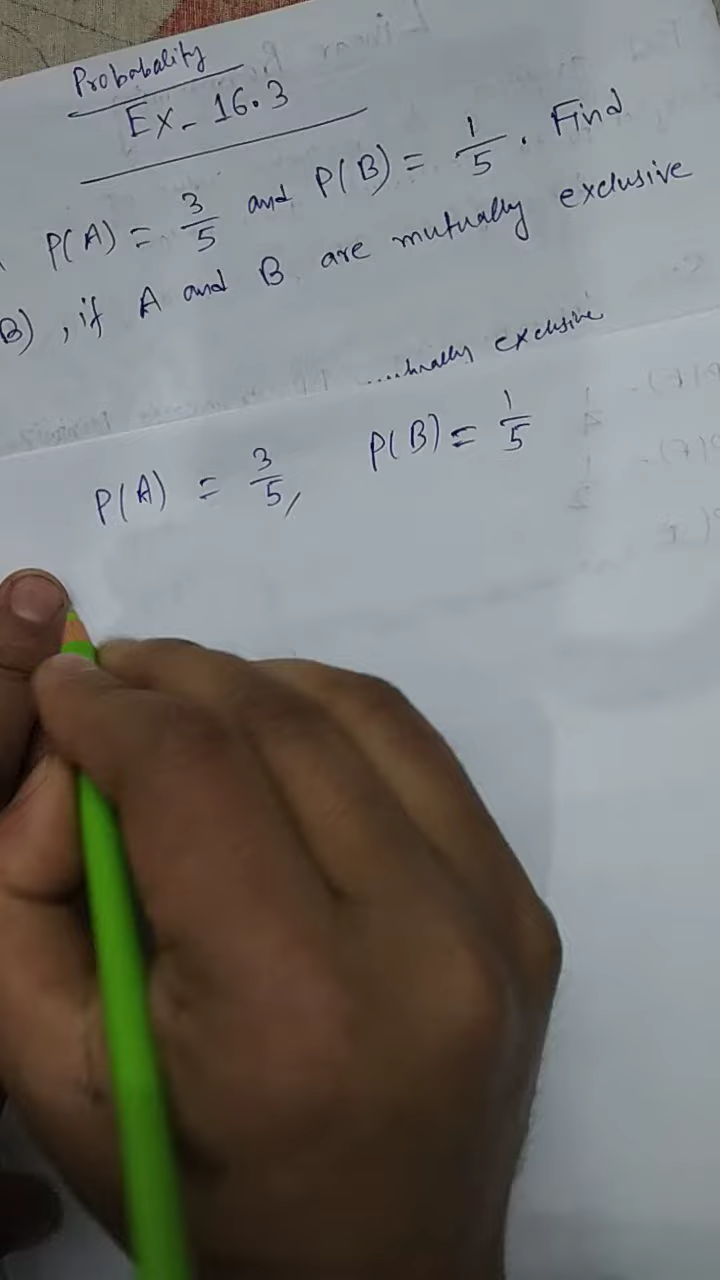 Probabality
Ex- 16.3
P(A) = 3/5 and P(B) = 1/5. Find
B), if A and B are mutually exclusive
exclusive
P(A) = 3/5, P(B) = 1/5